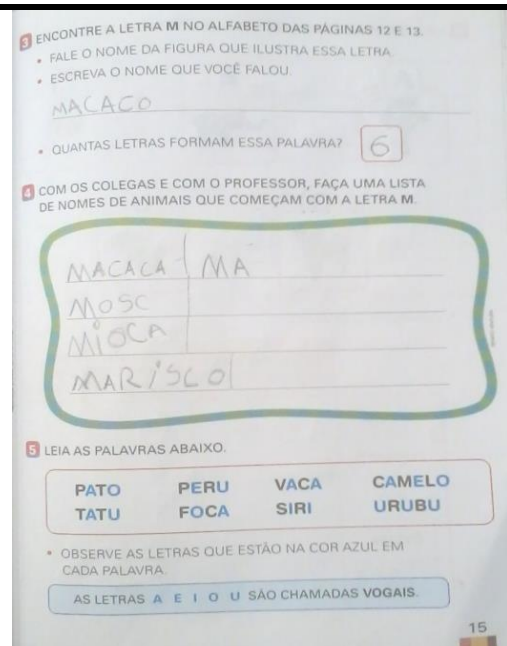 3 ENCONTRE A LETRA M NO ALFABETO DAS PÁGINAS 12 E 13.
• FALE O NOME DA FIGURA QUE ILUSTRA ESSA LETRA.
• ESCREVA O NOME QUE VOCÊ FALOU.
MACACO
• QUANTAS LETRAS FORMAM ESSA PALAVRA? 6
4 COM OS COLEGAS E COM O PROFESSOR, FAÇA UMA LISTA
DE NOMES DE ANIMAIS QUE COMEÇAM COM A LETRA M.
MACACA MA
MOSC
MIOCA
MARISCO
5 LEIA AS PALAVRAS ABAIXO.
PATO PERU VACA CAMELO
TATU FOCA SIRI URUBU
• OBSERVE AS LETRAS QUE ESTÃO NA COR AZUL EM
CADA PALAVRA.
AS LETRAS A E I O U SÃO CHAMADAS VOGAIS.
15